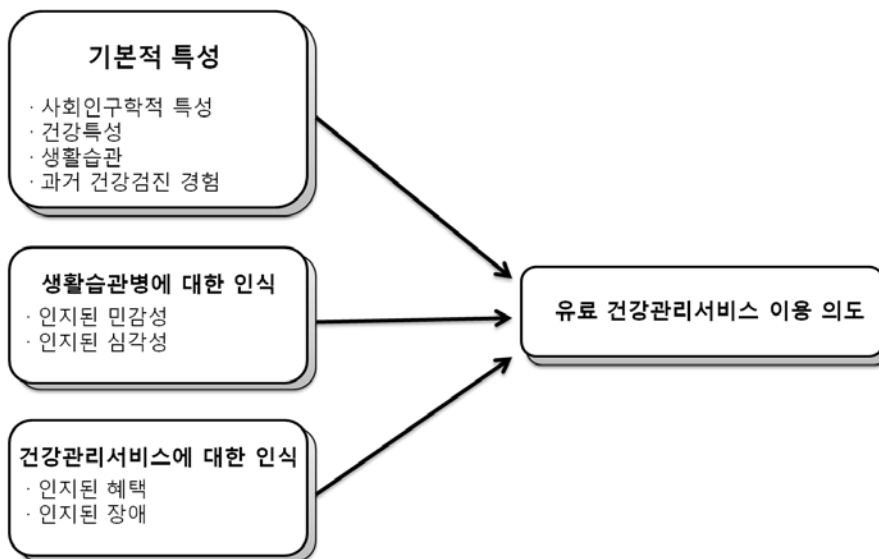 기본적 특성
· 사회인구학적 특성
· 건강특성
· 생활습관
· 과거 건강검진 경험
생활습관병에 대한 인식
· 인지된 민감성
· 인지된 심각성
유료 건강관리서비스 이용 의도
건강관리서비스에 대한 인식
· 인지된 혜택
· 인지된 장애